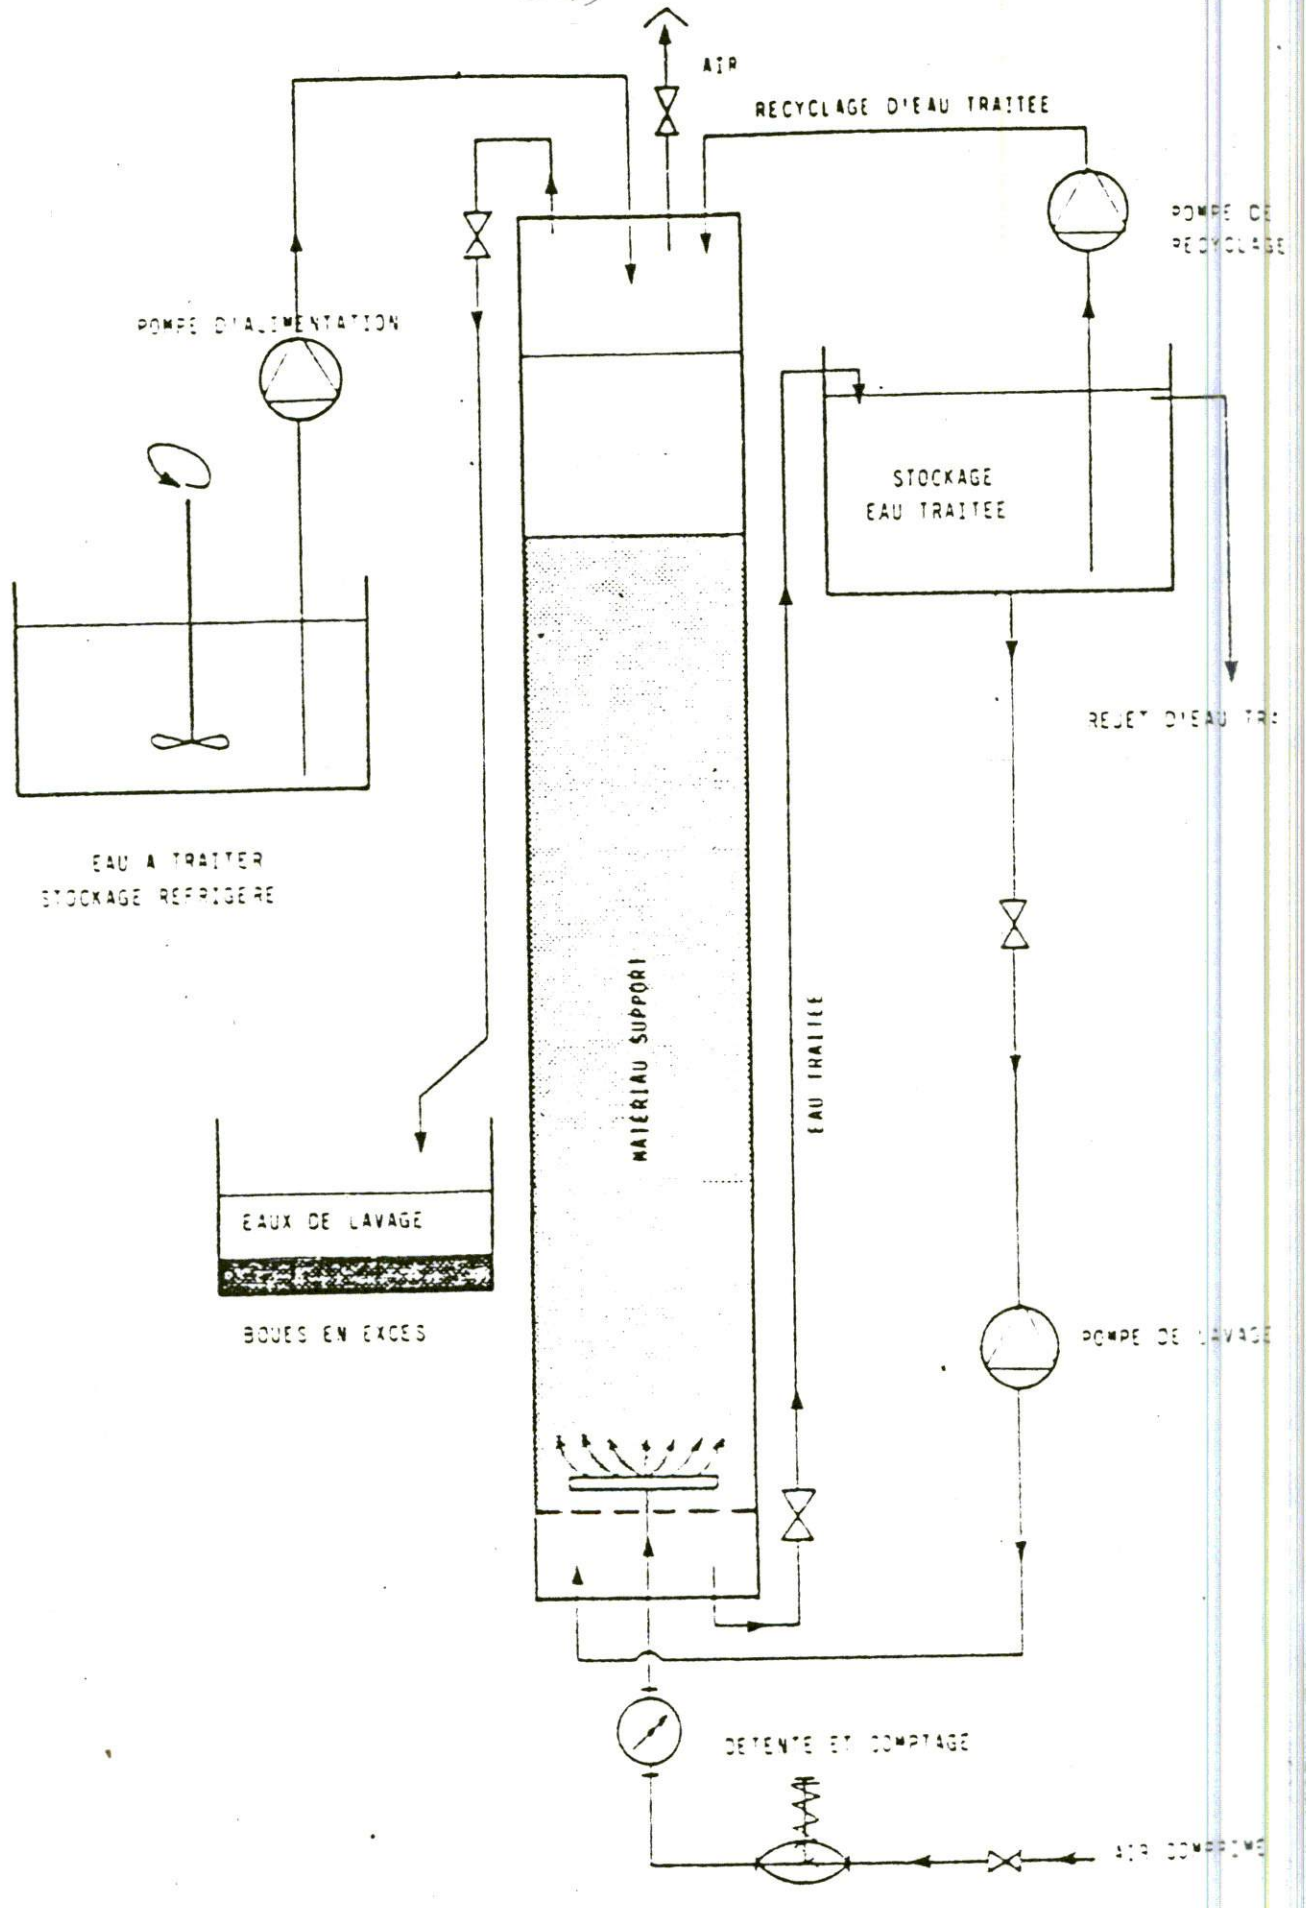 AIR
RECYCLAGE D'EAU TRAITEE
POMPE DE
RECYCLAGE
POMPE D'ALIMENTATION
STOCKAGE
EAU TRAITEE
REJET D'EAU TRA
EAU A TRAITER
STOCKAGE REFRIGERE
MATERIAU SUPPORT
EAU TRAITEE
EAUX DE LAVAGE
BOUES EN EXCES
POMPE DE LAVAGE
DETENTE ET COMPTAGE
AIR COMPRIME